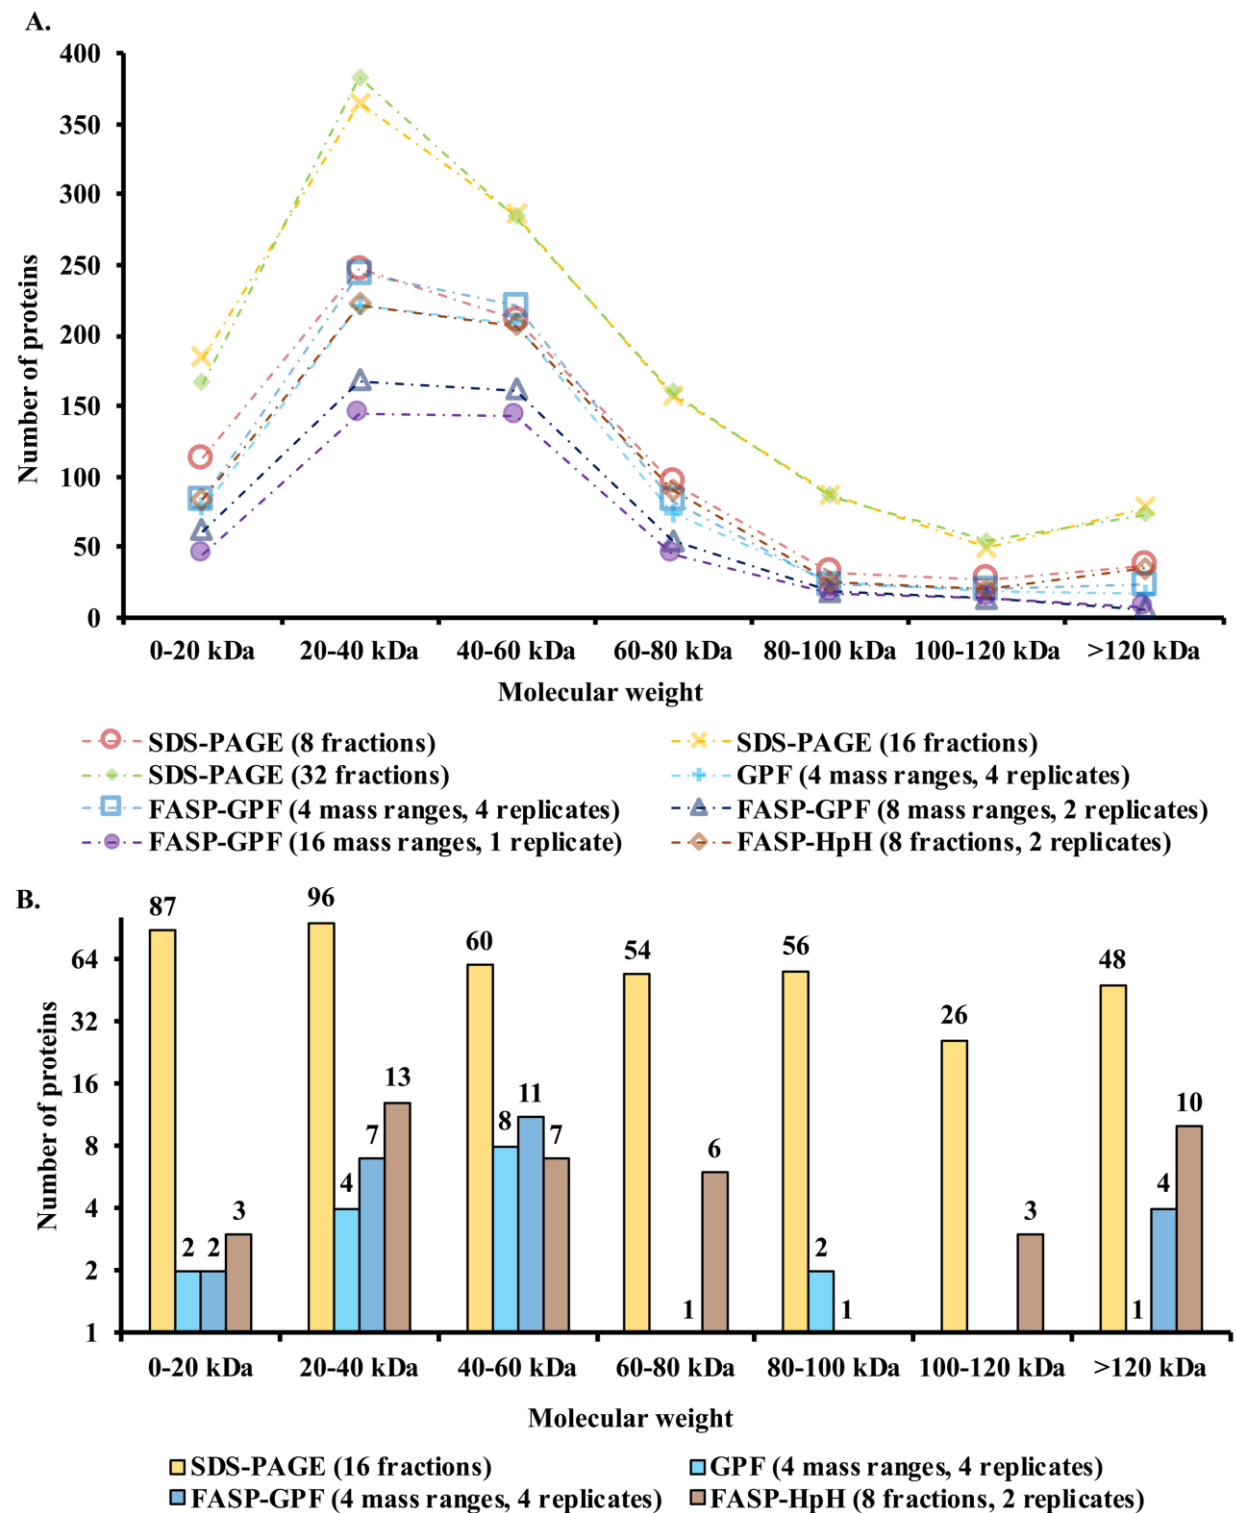 A.
400
350
300
250
200
150
100
50
0
Number of proteins
0-20 kDa 20-40 kDa 40-60 kDa 60-80 kDa 80-100 kDa 100-120 kDa >120 kDa
Molecular weight
SDS-PAGE (8 fractions) SDS-PAGE (16 fractions)
SDS-PAGE (32 fractions) GPF (4 mass ranges, 4 replicates)
FASP-GPF (4 mass ranges, 4 replicates) FASP-GPF (8 mass ranges, 2 replicates)
FASP-GPF (16 mass ranges, 1 replicate) FASP-HpH (8 fractions, 2 replicates)
B.
64
32
16
8
4
2
1
Number of proteins
87 2 2 3
96 4 7 13
60 8 11 7
54 1 6
56 2 1
26 3
48 1 4 10
0-20 kDa 20-40 kDa 40-60 kDa 60-80 kDa 80-100 kDa 100-120 kDa >120 kDa
Molecular weight
SDS-PAGE (16 fractions) GPF (4 mass ranges, 4 replicates)
FASP-GPF (4 mass ranges, 4 replicates) FASP-HpH (8 fractions, 2 replicates)